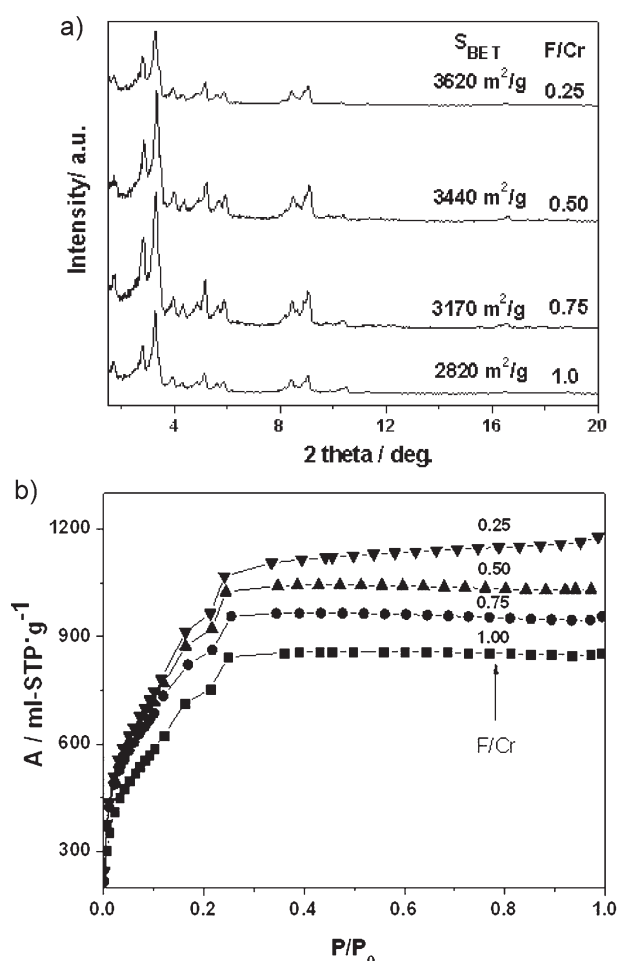 a)
S_BET F/Cr
3620 m²/g 0.25
3440 m²/g 0.50
3170 m²/g 0.75
2820 m²/g 1.0
Intensity/ a.u.
4 8 12 16 20
2 theta / deg.
b)
1200
900
600
300
A / ml-STP·g⁻¹
0.25
0.50
0.75
1.00
F/Cr
0.0 0.2 0.4 0.6 0.8 1.0
P/P₀